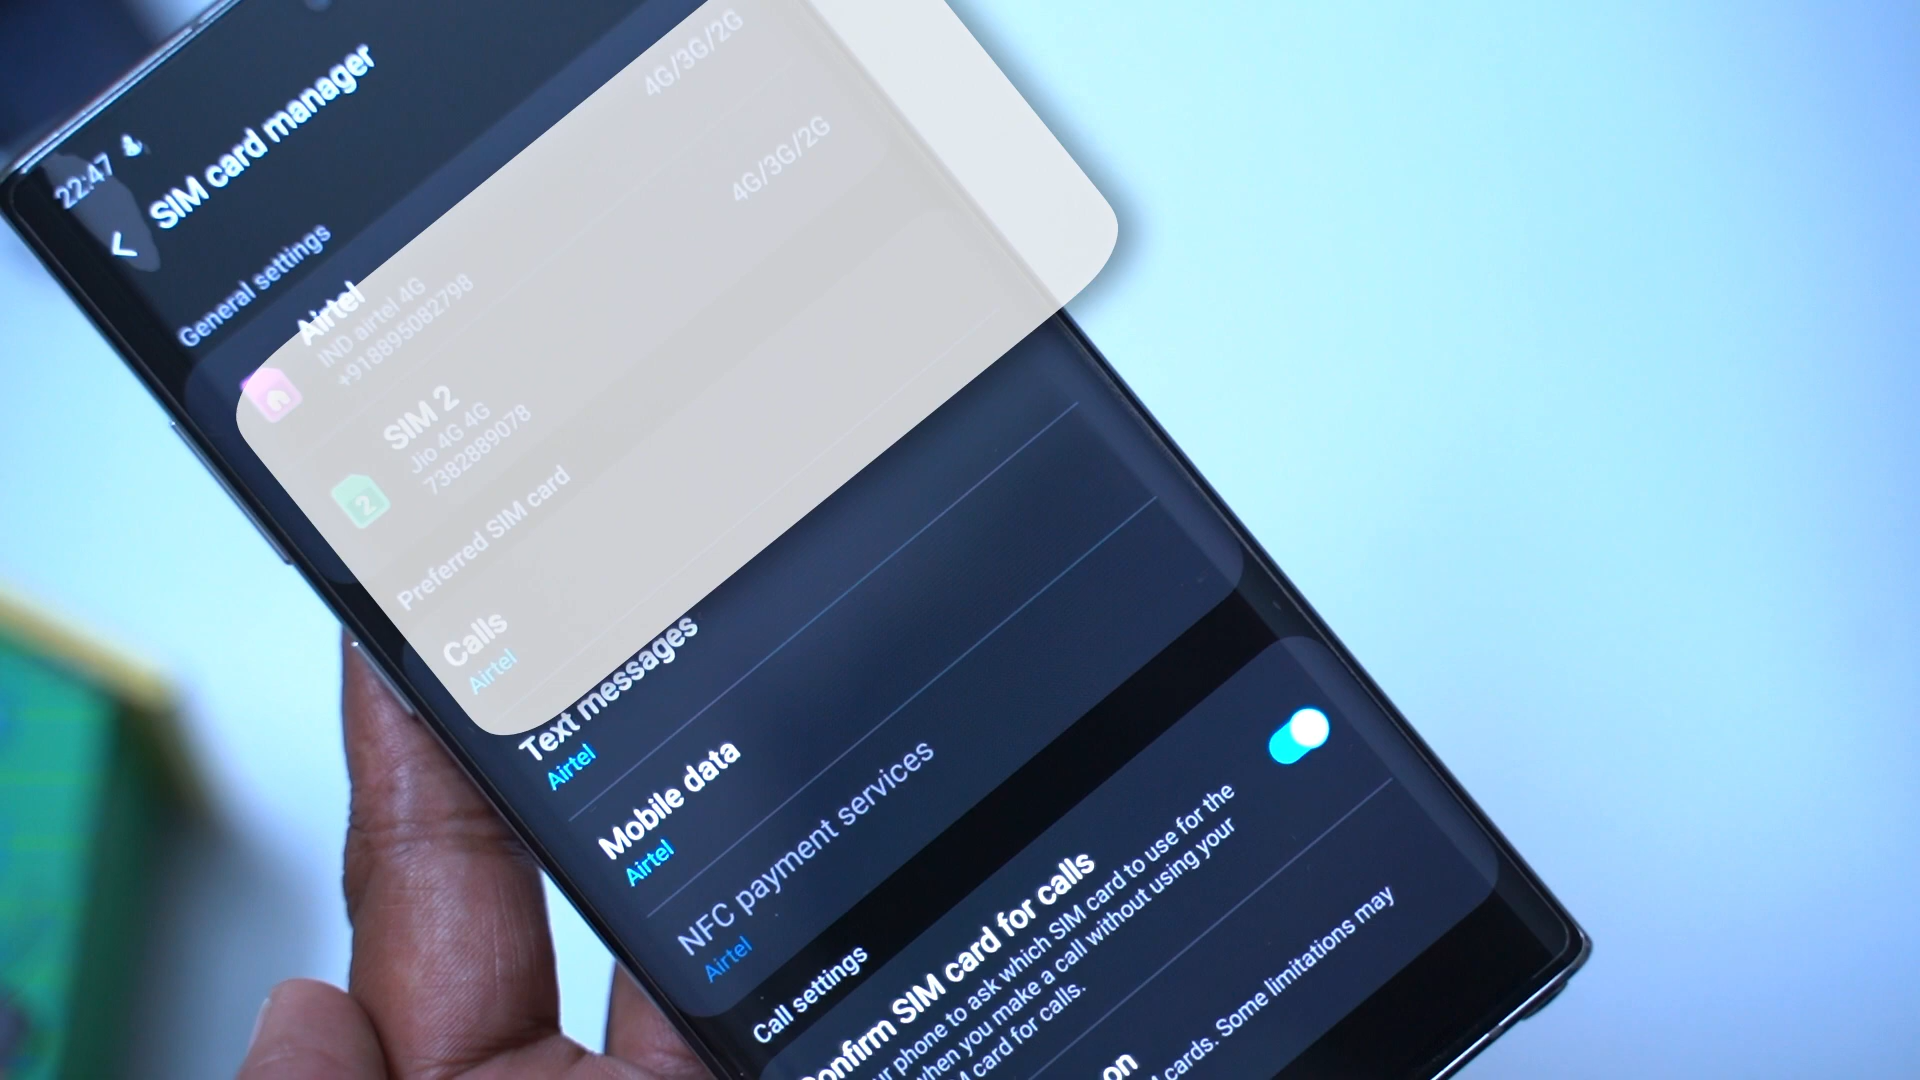 22:47
SIM card manager
General settings
Airtel
IND airtel 4G
+918895082798
4G/3G/2G
SIM 2
Jio 4G 4G
7382889078
4G/3G/2G
2
Preferred SIM card
Calls
Airtel
Text messages
Airtel
Mobile data
Airtel
NFC payment services
Airtel
Call settings
Confirm SIM card for calls
phone to ask which SIM card to use for the
when you make a call without using your
card for calls.
on
cards. Some limitations may